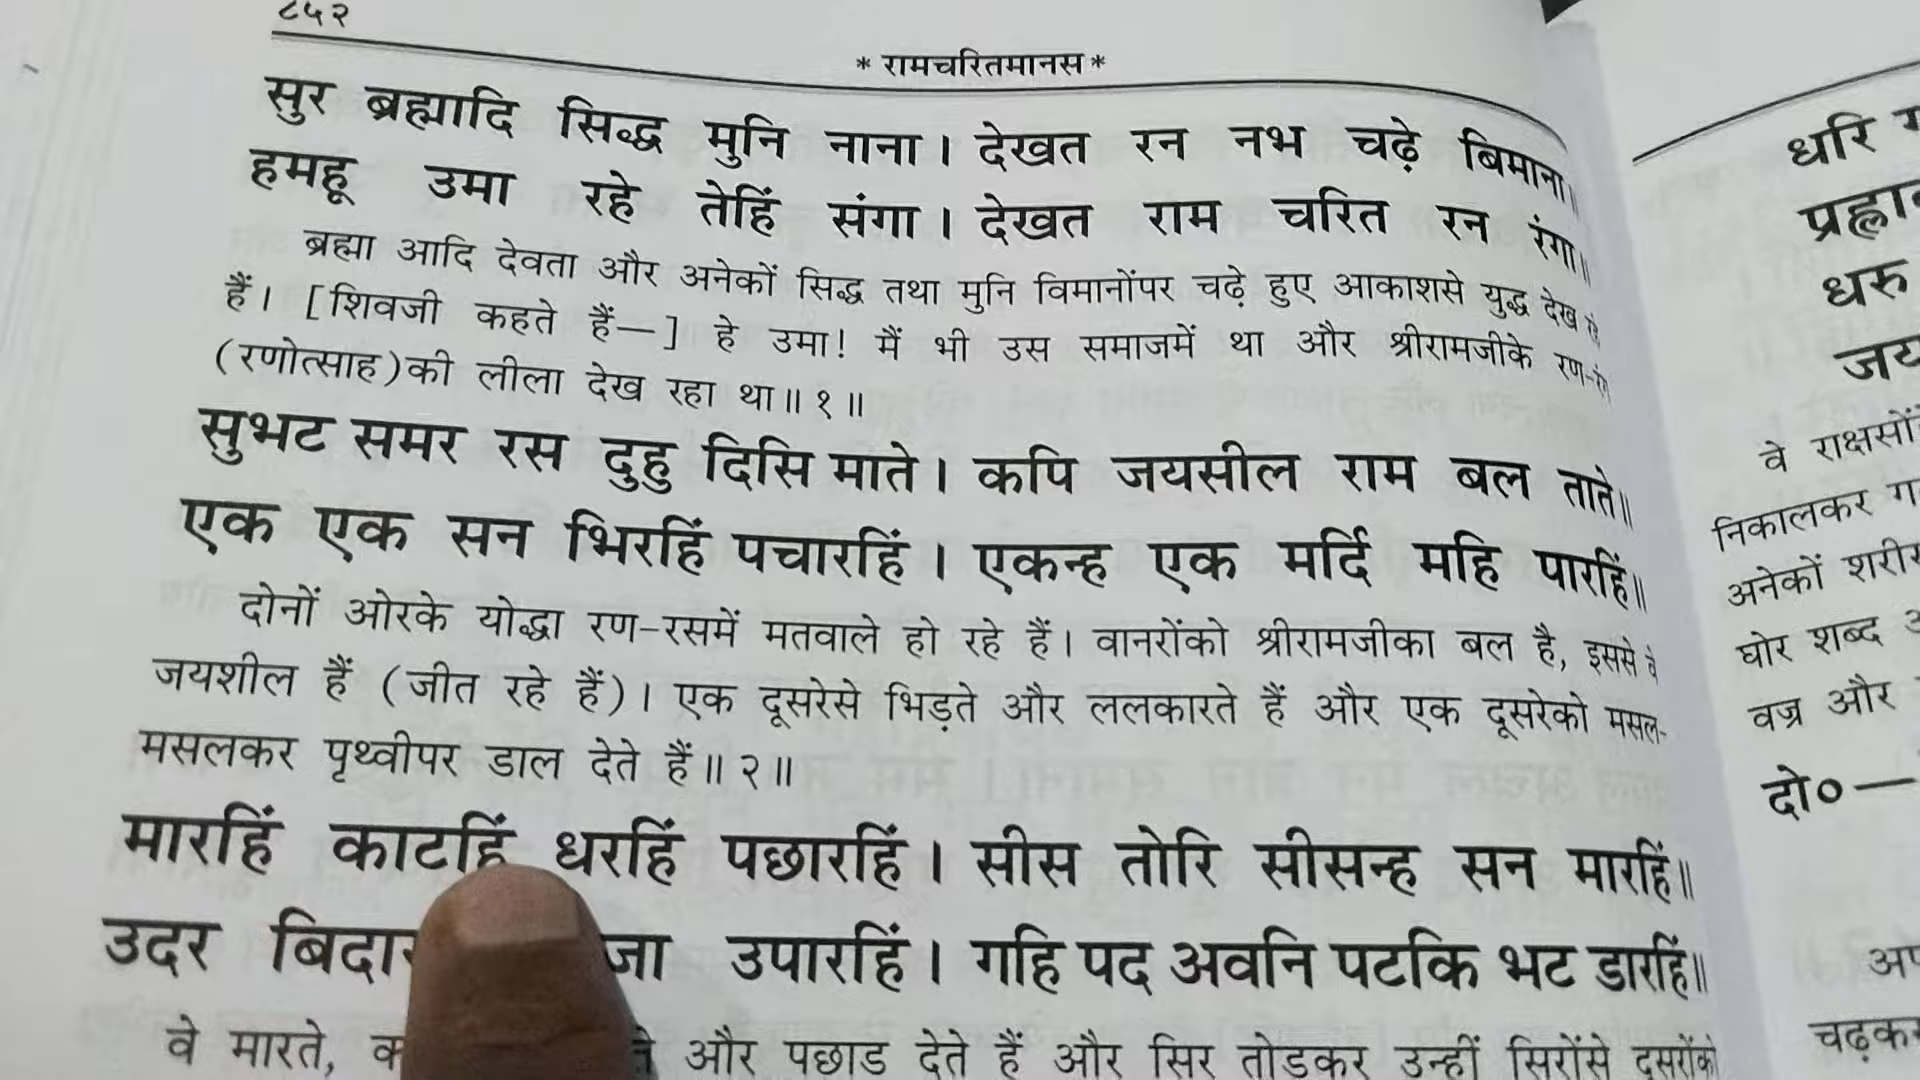 ८५२
* रामचरितमानस *
सुर ब्रह्मादि सिद्ध मुनि नाना। देखत रन नभ चढ़े बिमाना॥
हमहू उमा रहे तेहिं संगा। देखत राम चरित रन रंगा॥
ब्रह्मा आदि देवता और अनेकों सिद्ध तथा मुनि विमानोंपर चढ़े हुए आकाशसे युद्ध देख रहे
हैं। [शिवजी कहते हैं—] हे उमा! मैं भी उस समाजमें था और श्रीरामजीके रण-रंग
(रणोत्साह)की लीला देख रहा था॥ १॥
सुभट समर रस दुहु दिसि माते। कपि जयसील राम बल ताते॥
एक एक सन भिरहिं पचारहिं। एकन्ह एक मर्दि महि पारहिं॥
दोनों ओरके योद्धा रण-रसमें मतवाले हो रहे हैं। वानरोंको श्रीरामजीका बल है, इससे वे
जयशील हैं (जीत रहे हैं)। एक दूसरेसे भिड़ते और ललकारते हैं और एक दूसरेको मसल-
मसलकर पृथ्वीपर डाल देते हैं॥ २॥
मारहिं काटहिं धरहिं पछारहिं। सीस तोरि सीसन्ह सन मारहिं॥
उदर जा उपारहिं। गहि पद अवनि पटकि भट डारहिं॥
वे मारते, और पछाड़ देते हैं और सिर तोड़कर उन्हीं सिरोंसे दूसरोंको
धरि
धरु
वे राक्षसोंके
निकालकर
अनेकों
घोर शब्द
वज्र और
दो०—
चढ़कर